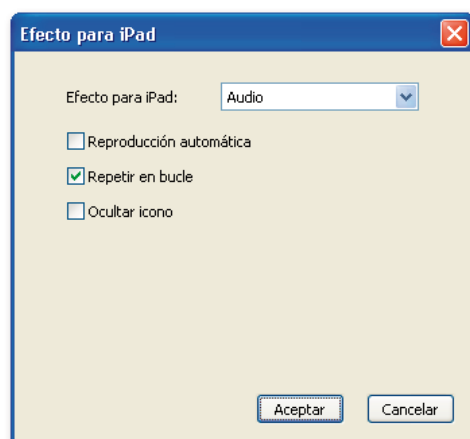 Efecto para iPad
Efecto para iPad: Audio
Reproducción automática
Repetir en bucle
Ocultar icono
Aceptar Cancelar